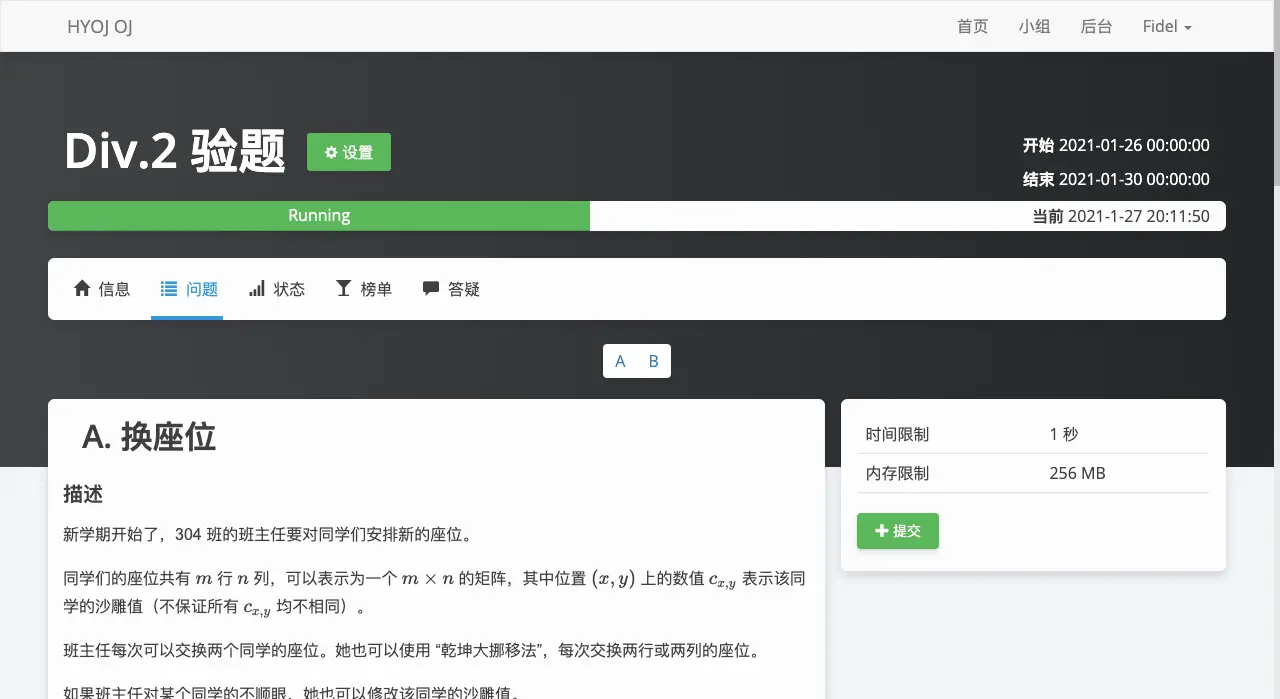 HYOJ OJ
首页 小组 后台 Fidel
Div.2 验题 设置
开始 2021-01-26 00:00:00
结束 2021-01-30 00:00:00
Running
当前 2021-1-27 20:11:50
信息 问题 状态 榜单 答疑
A B
A. 换座位
描述
新学期开始了，304 班的班主任要对同学们安排新的座位。
同学们的座位共有 m 行 n 列，可以表示为一个 m × n 的矩阵，其中位置 (x, y) 上的数值 c_{x,y} 表示该同
学的沙雕值（不保证所有 c_{x,y} 均不相同）。
班主任每次可以交换两个同学的座位。她也可以使用 “乾坤大挪移法”，每次交换两行或两列的座位。
如果班主任对某个同学的不顺眼，她也可以修改该同学的沙雕值。
时间限制 1 秒
内存限制 256 MB
提交